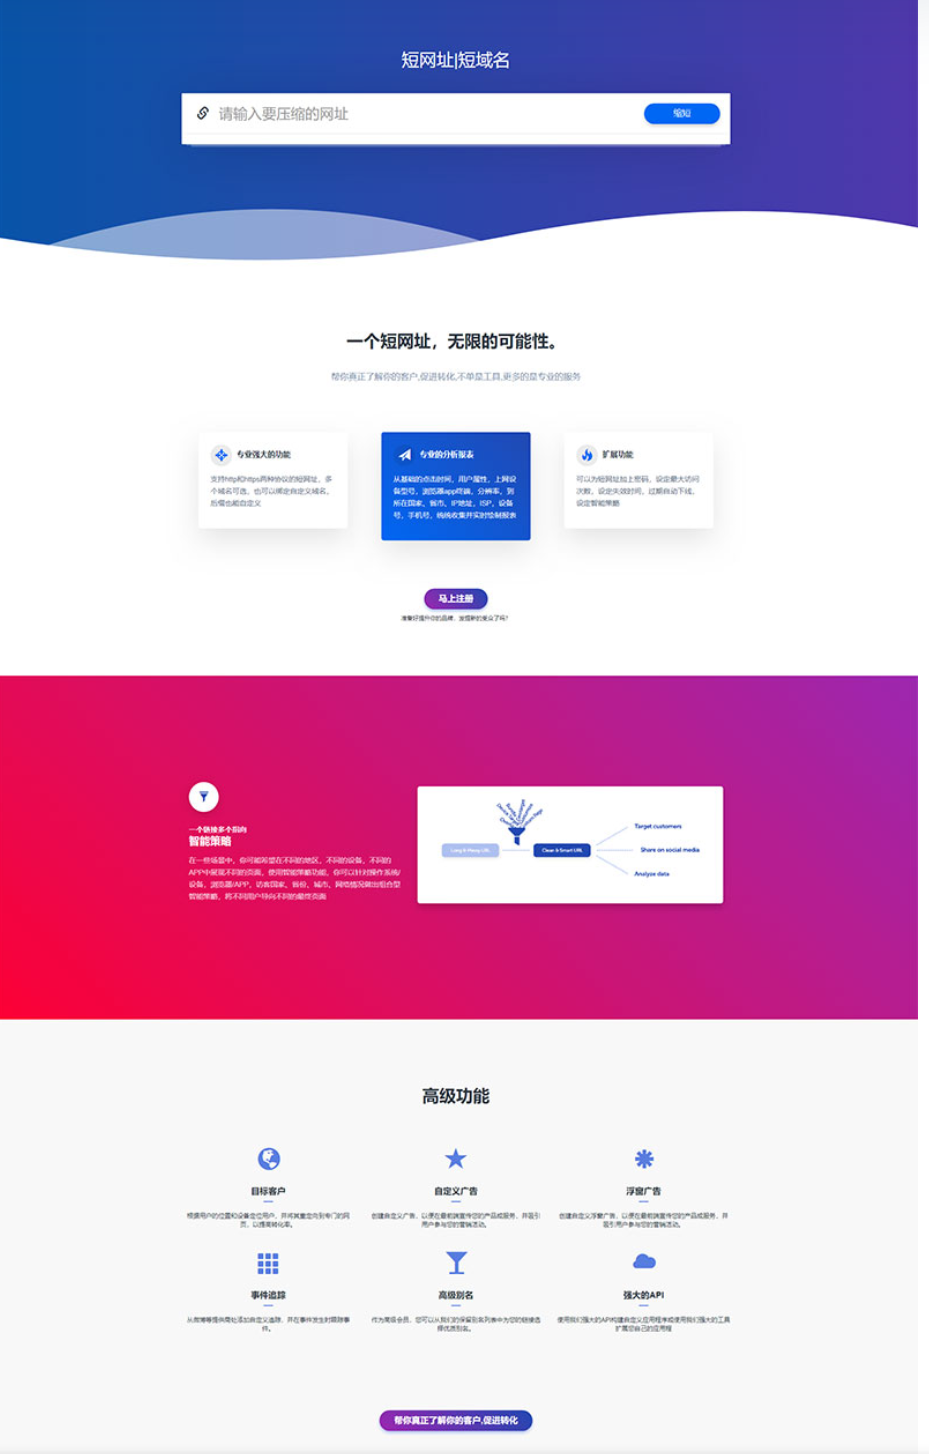 短网址|短域名
请输入要压缩的网址
缩短
一个短网址，无限的可能性。
帮你真正了解你的客户,促进转化,不单是工具,更多的是专业的服务
专业强大的功能
支持http和https两种协议的短网址，多
个域名可选，也可以绑定自定义域名，
后缀也能自定义
专业的分析报表
从基础的点击时间，用户属性，上网设
备型号，浏览器app终端，分辨率，到
所在国家，省市，IP地址，ISP，设备
号，手机号，统统收集并实时绘制报表
扩展功能
可以为短网址加上密码，设定最大访问
次数，设定失效时间，过期自动下线，
设定智能策略
马上注册
准备好提升你的品牌，发掘新的受众了吗？
一个链接多个指向
智能策略
在一些场景中，你可能希望在不同的地区，不同的设备，不同的
APP中展现不同的页面，使用智能策略功能，你可以针对操作系统/
设备，浏览器/APP，访客国家、省份、城市、网络情况做出组合型
智能策略，将不同用户导向不同的最终页面
Long & Messy URL
Clean & Smart URL
Target customers
Share on social media
Analyze data
高级功能
目标客户
根据用户的位置和设备定位用户，并将其重定向到专门的网
页，以提高转化率。
自定义广告
创建自定义广告，以便在最前端宣传您的产品或服务，并吸引
用户参与您的营销活动。
浮窗广告
创建自定义浮窗广告，以便在最前端宣传您的产品或服务，并
吸引用户参与您的营销活动。
事件追踪
从微博等提供商处添加自定义追踪，并在事件发生时跟踪事
件。
高级别名
作为高级会员，您可以从我们的保留别名列表中为您的链接选
择优质别名。
强大的API
使用我们强大的API构建自定义应用程序或使用我们强大的工具
扩展您自己的应用程
帮你真正了解你的客户,促进转化